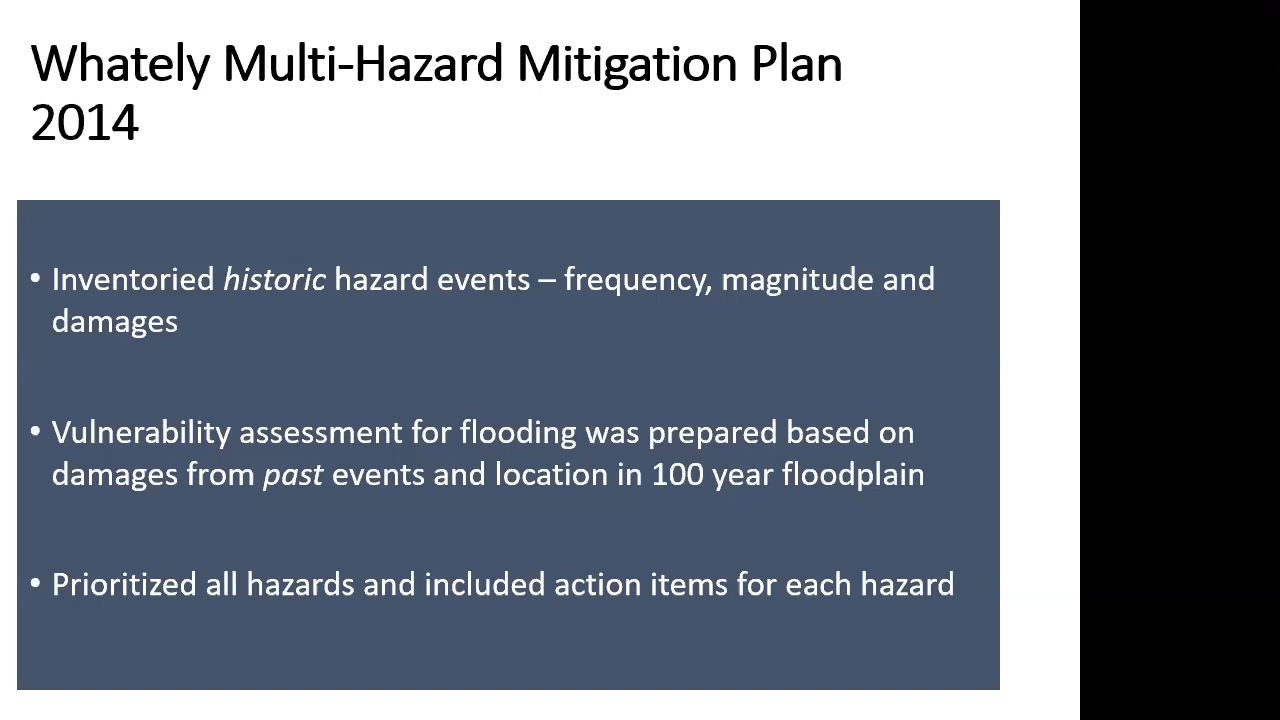 Whately Multi-Hazard Mitigation Plan
2014
• Inventoried historic hazard events – frequency, magnitude and
damages
• Vulnerability assessment for flooding was prepared based on
damages from past events and location in 100 year floodplain
• Prioritized all hazards and included action items for each hazard